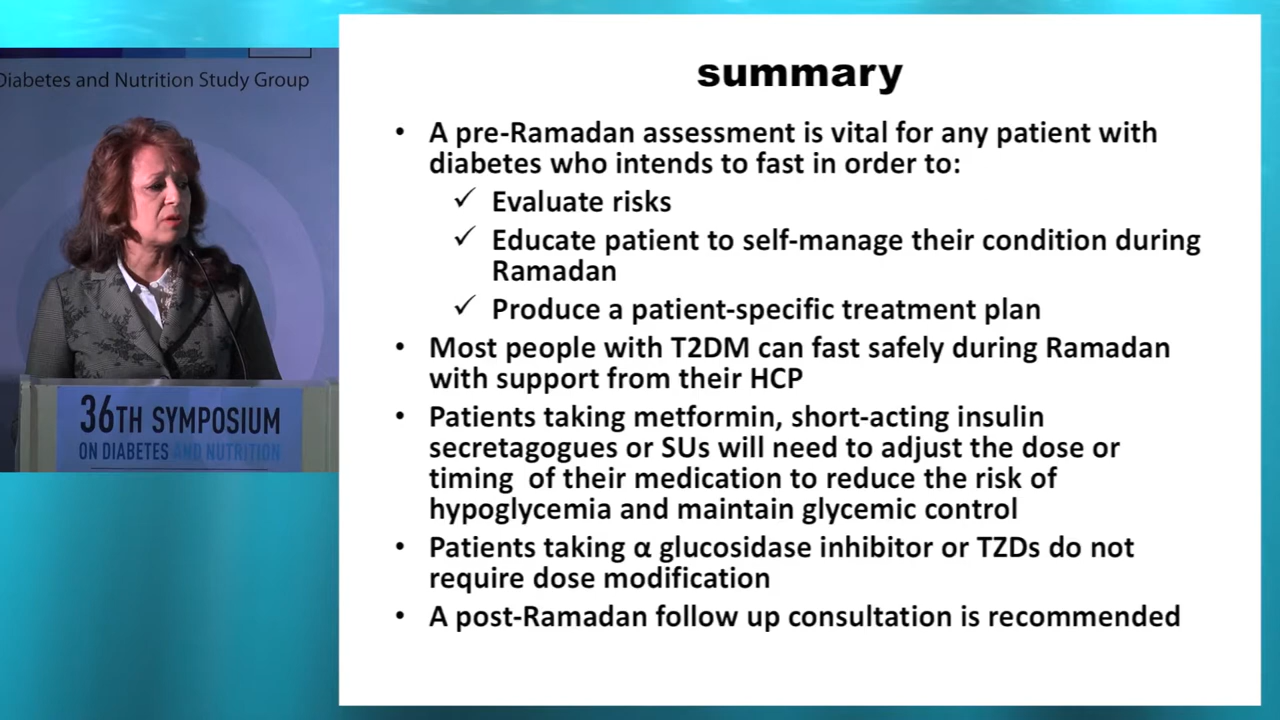 Diabetes and Nutrition Study Group
36TH SYMPOSIUM
ON DIABETES AND NUTRITION
summary
• A pre-Ramadan assessment is vital for any patient with
diabetes who intends to fast in order to:
✓ Evaluate risks
✓ Educate patient to self-manage their condition during
Ramadan
✓ Produce a patient-specific treatment plan
• Most people with T2DM can fast safely during Ramadan
with support from their HCP
• Patients taking metformin, short-acting insulin
secretagogues or SUs will need to adjust the dose or
timing  of their medication to reduce the risk of
hypoglycemia and maintain glycemic control
• Patients taking α glucosidase inhibitor or TZDs do not
require dose modification
• A post-Ramadan follow up consultation is recommended